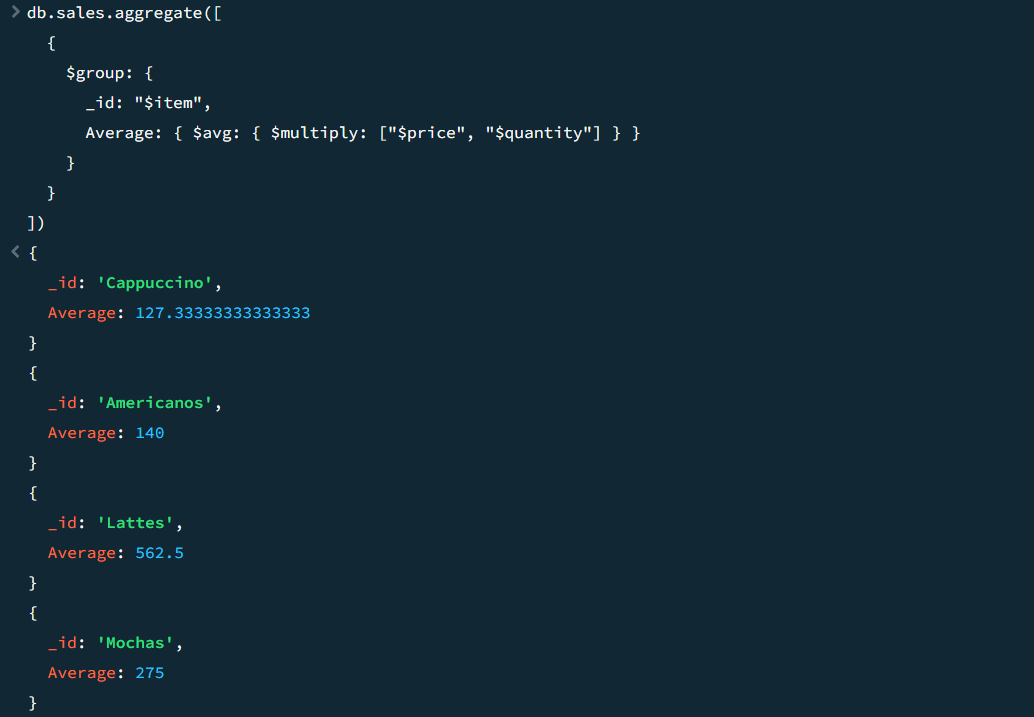 > db.sales.aggregate([
{
$group: {
_id: "$item",
Average: { $avg: { $multiply: ["$price", "$quantity"] } }
}
}
])
< {
_id: 'Cappuccino',
Average: 127.33333333333333
}
{
_id: 'Americanos',
Average: 140
}
{
_id: 'Lattes',
Average: 562.5
}
{
_id: 'Mochas',
Average: 275
}